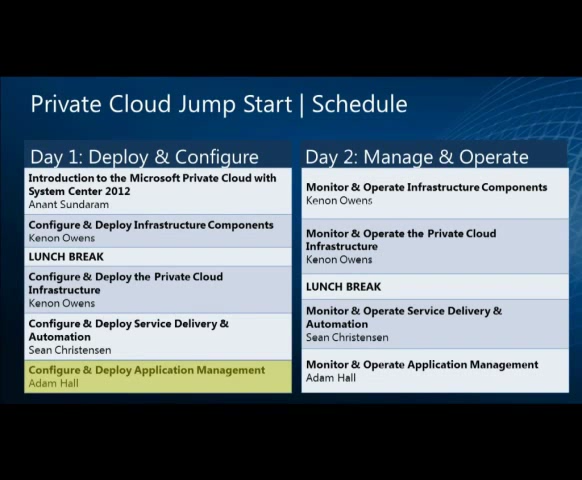 Private Cloud Jump Start | Schedule
Day 1: Deploy & Configure
Introduction to the Microsoft Private Cloud with
System Center 2012
Anant Sundaram
Configure & Deploy Infrastructure Components
Kenon Owens
LUNCH BREAK
Configure & Deploy the Private Cloud
Infrastructure
Kenon Owens
Configure & Deploy Service Delivery &
Automation
Sean Christensen
Configure & Deploy Application Management
Adam Hall
Day 2: Manage & Operate
Monitor & Operate Infrastructure Components
Kenon Owens
Monitor & Operate the Private Cloud
Infrastructure
Kenon Owens
LUNCH BREAK
Monitor & Operate Service Delivery &
Automation
Sean Christensen
Monitor & Operate Application Management
Adam Hall